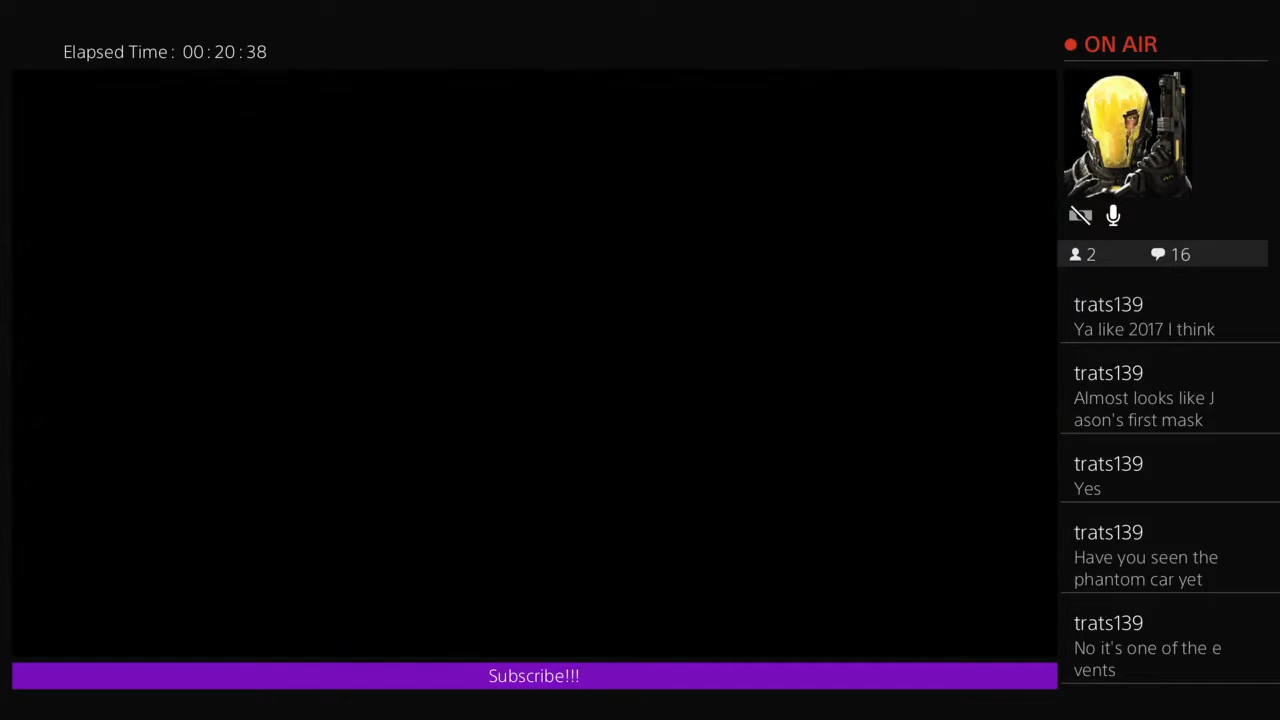 Elapsed Time: 00:20:38
ON AIR
2 16
trats139
Ya like 2017 I think
trats139
Almost looks like J
ason's first mask
trats139
Yes
trats139
Have you seen the
phantom car yet
trats139
No it's one of the e
vents
Subscribe!!!